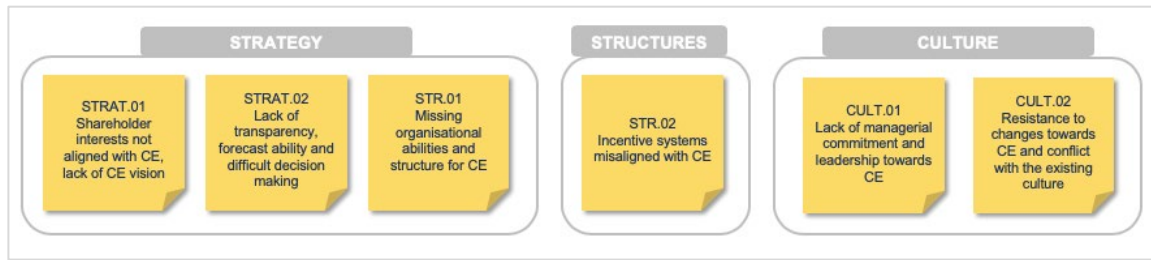 STRATEGY
STRAT.01
Shareholder
interests not
aligned with CE,
lack of CE vision
STRAT.02
Lack of
transparency,
forecast ability and
difficult decision
making
STR.01
Missing
organisational
abilities and
structure for CE
STRUCTURES
STR.02
Incentive systems
misaligned with CE
CULTURE
CULT.01
Lack of managerial
commitment and
leadership towards
CE
CULT.02
Resistance to
changes towards
CE and conflict
with the existing
culture